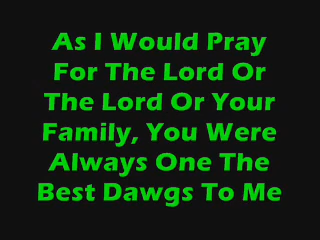 As I Would Pray
For The Lord Or
The Lord Or Your
Family, You Were
Always One The
Best Dawgs To Me